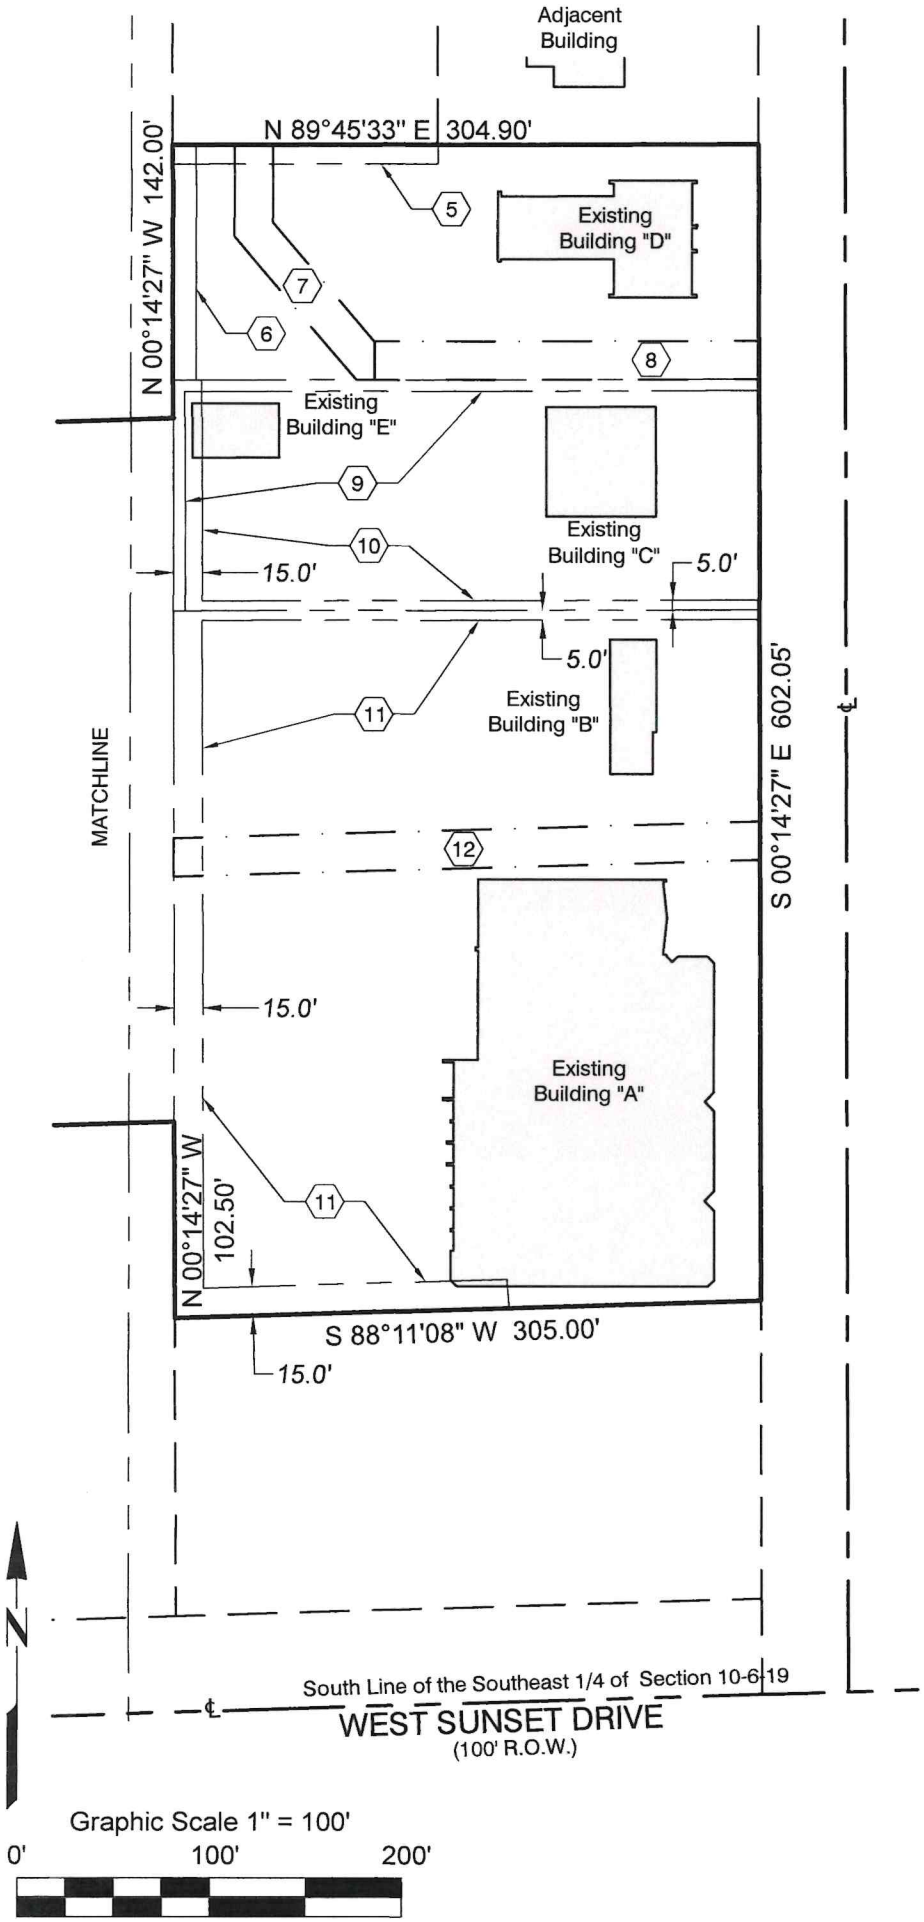 Adjacent
Building
N 89°45'33" E 304.90'
N 00°14'27" W 142.00'
5
Existing
Building "D"
7
6
8
Existing
Building "E"
9
10
Existing
Building "C"
15.0'
5.0'
5.0'
11
Existing
Building "B"
S 00°14'27" E 602.05'
℄
MATCHLINE
12
15.0'
Existing
Building "A"
N 00°14'27" W
102.50'
11
S 88°11'08" W 305.00'
15.0'
N
South Line of the Southeast 1/4 of Section 10-6-19
℄
WEST SUNSET DRIVE
(100' R.O.W.)
Graphic Scale 1" = 100'
0' 100' 200'